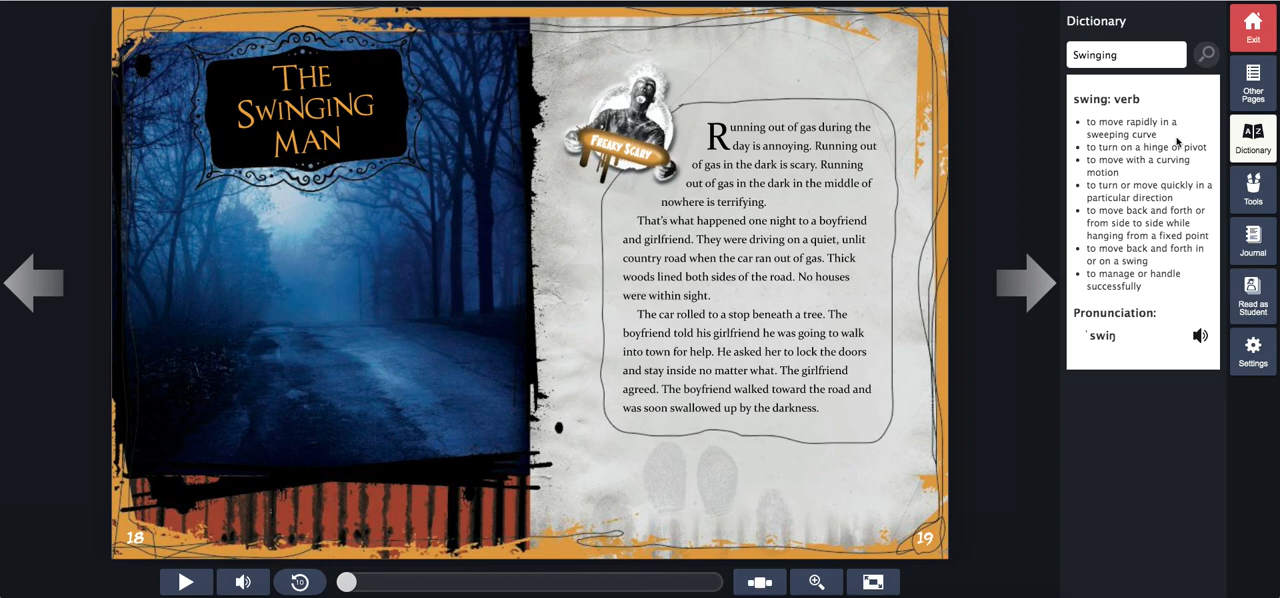 THE
SWINGING
MAN
18
FREAKY SCARY
Running out of gas during the
day is annoying. Running out
of gas in the dark is scary. Running
out of gas in the dark in the middle of
nowhere is terrifying.
That's what happened one night to a boyfriend
and girlfriend. They were driving on a quiet, unlit
country road when the car ran out of gas. Thick
woods lined both sides of the road. No houses
were within sight.
The car rolled to a stop beneath a tree. The
boyfriend told his girlfriend he was going to walk
into town for help. He asked her to lock the doors
and stay inside no matter what. The girlfriend
agreed. The boyfriend walked toward the road and
was soon swallowed up by the darkness.
19
10
Dictionary
Swinging
swing: verb
• to move rapidly in a
sweeping curve
• to turn on a hinge or pivot
• to move with a curving
motion
• to turn or move quickly in a
particular direction
• to move back and forth or
from side to side while
hanging from a fixed point
• to move back and forth in
or on a swing
• to manage or handle
successfully
Pronunciation:
ˈswiŋ
Exit
Other
Pages
A Z
Dictionary
Tools
Journal
Read as
Student
Settings